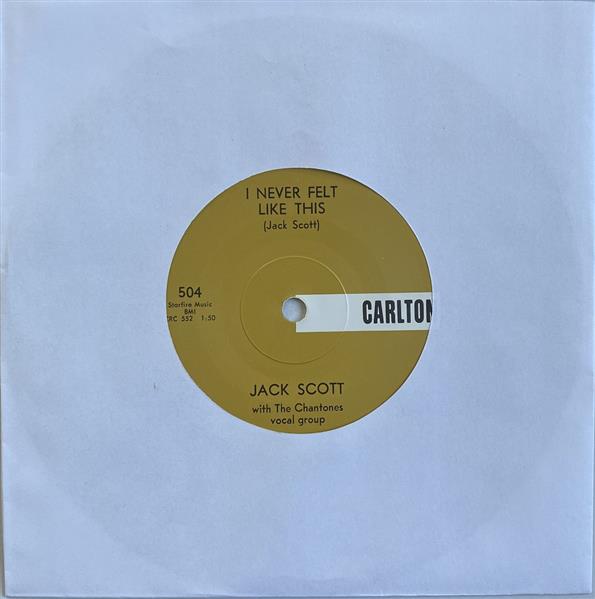 I NEVER FELT
LIKE THIS
(Jack Scott)
504
Starfire Music
BMI
RC 552 1:50
CARLTON
JACK SCOTT
with The Chantones
vocal group